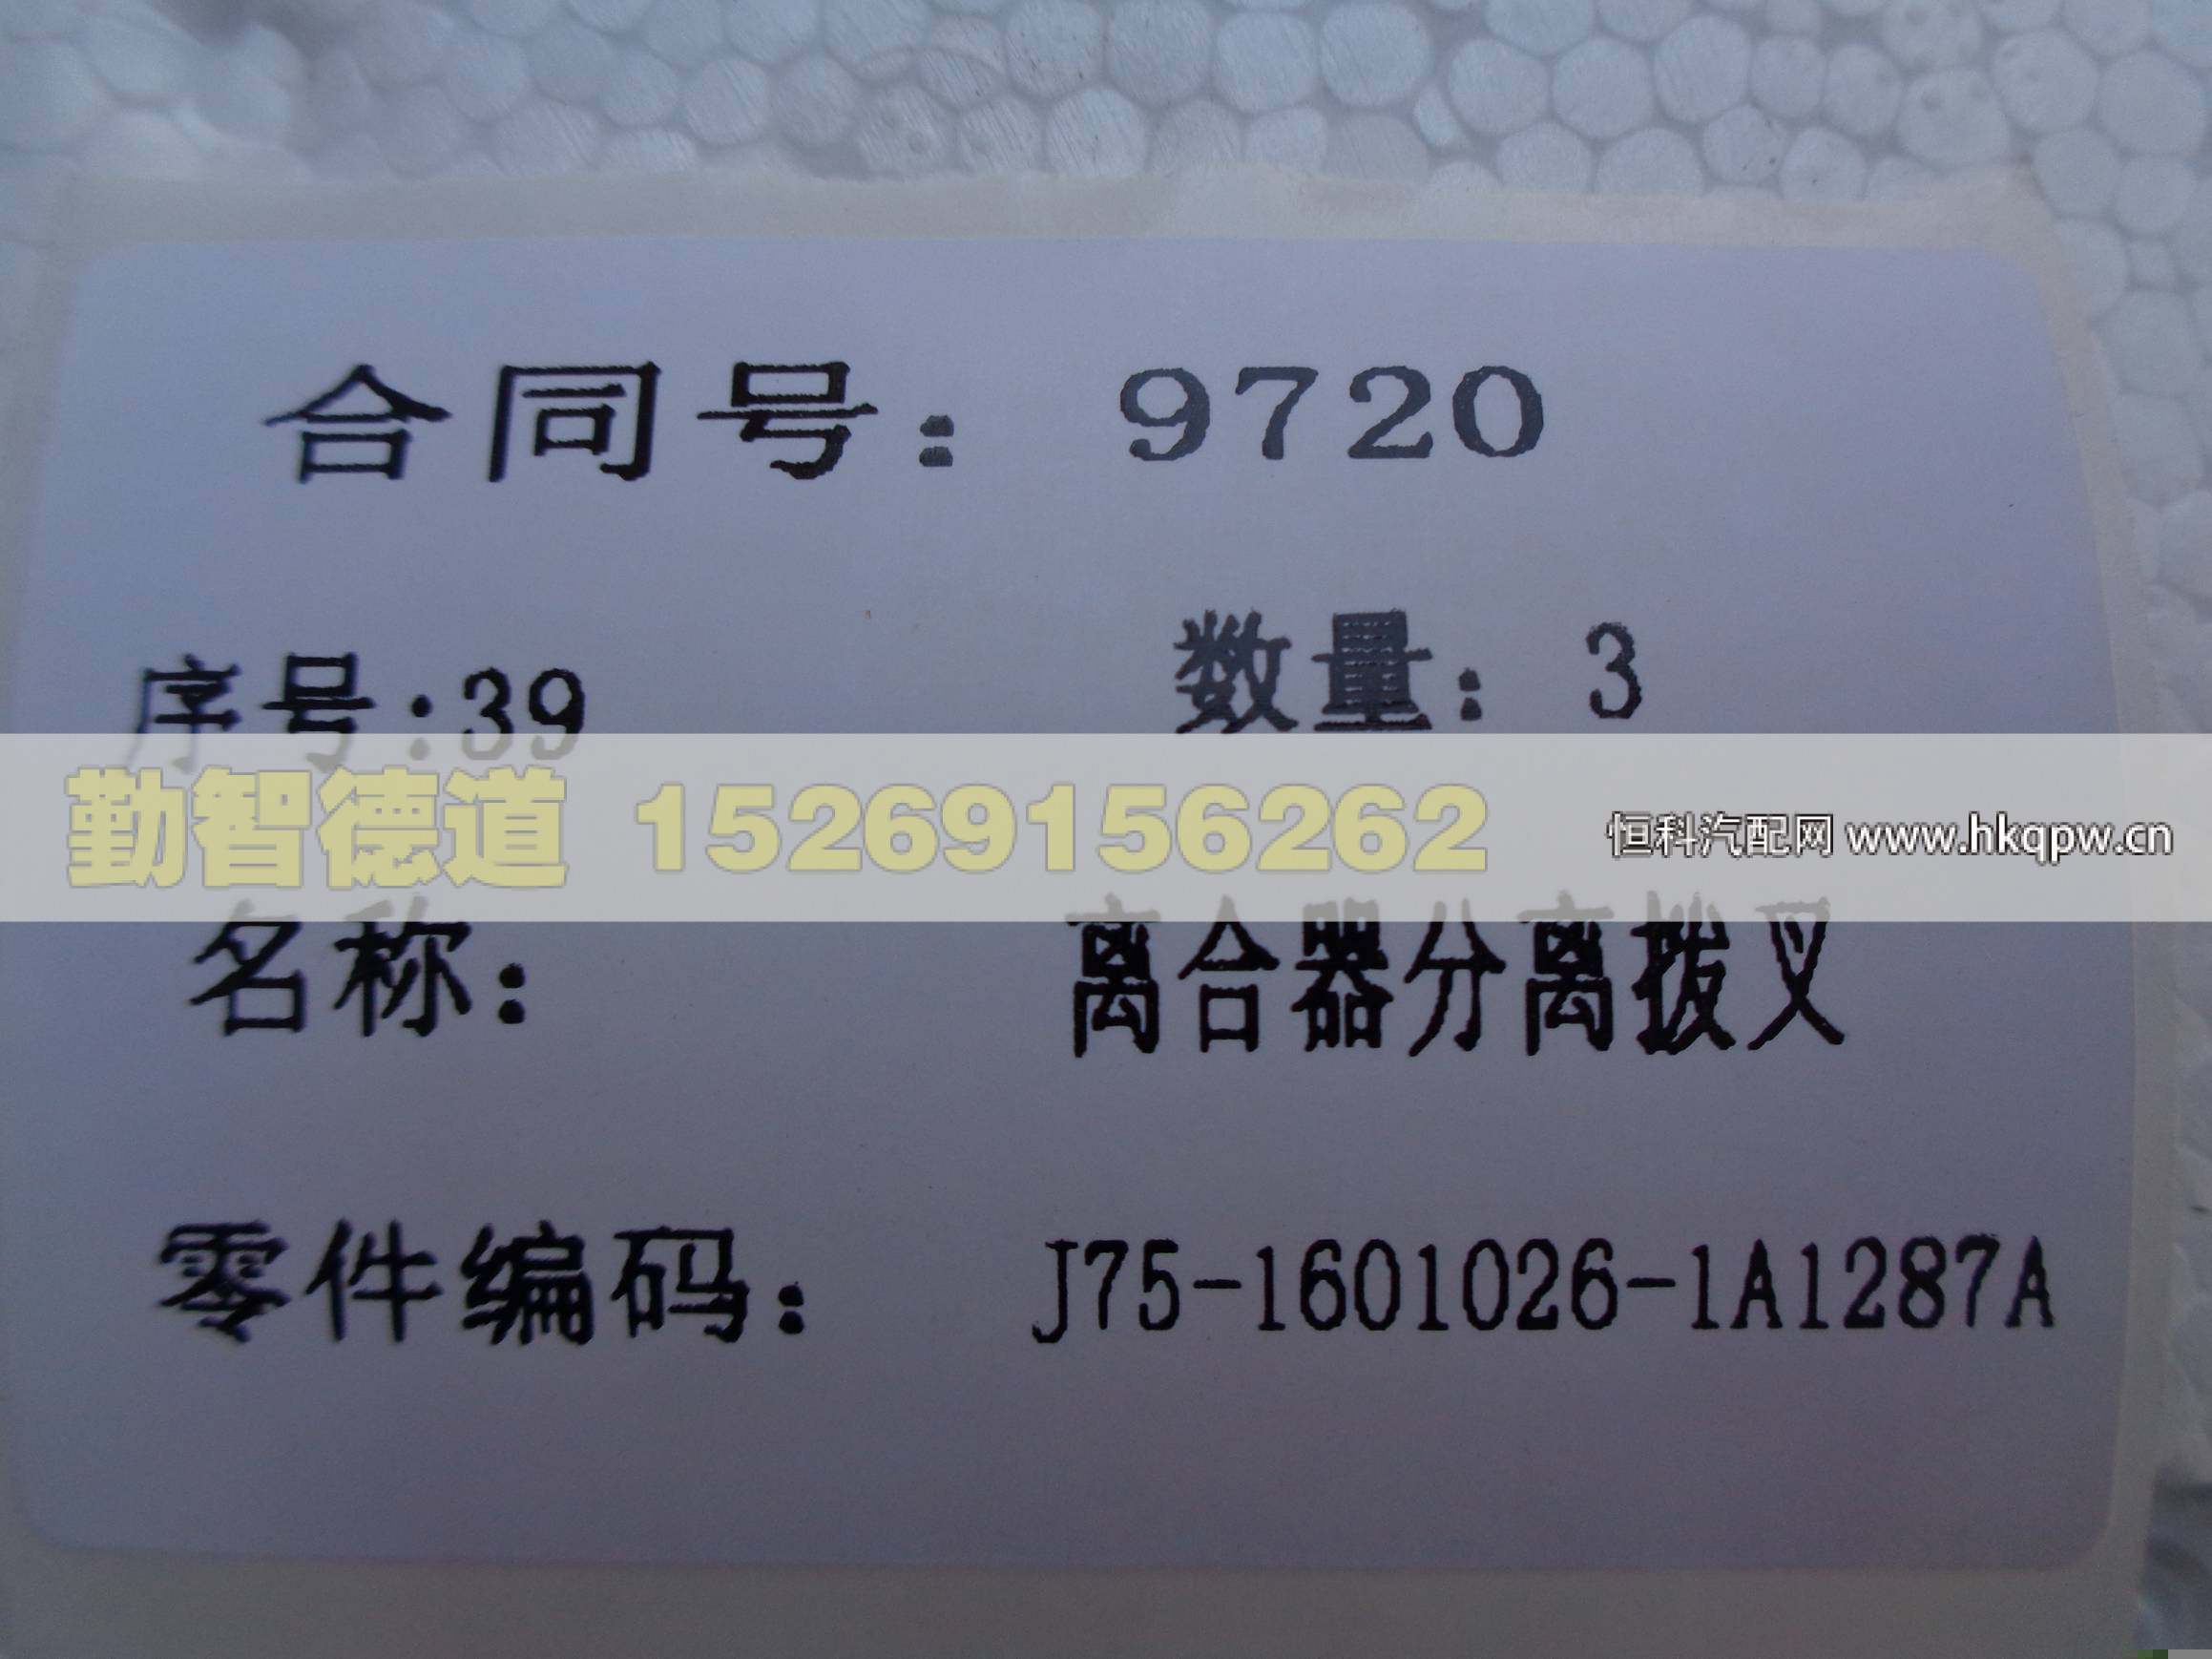 合同号： 9720
序号:39 数量： 3
勤智德道 15269156262 恒科汽配网 www.hkqpw.cn
名称： 离合器分离拨叉
零件编码： J75-1601026-1A1287A